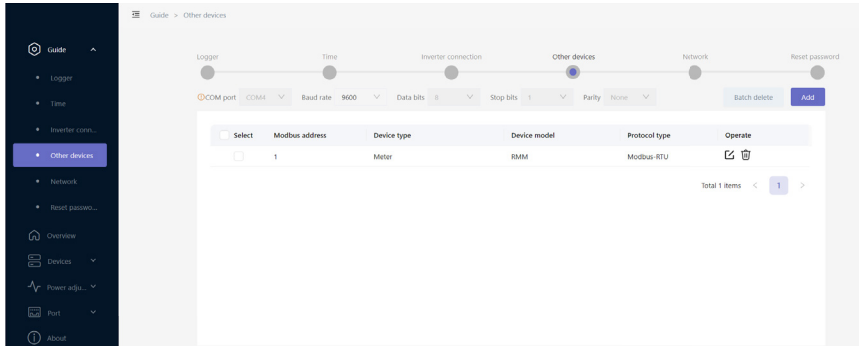 Guide > Other devices
Guide
Logger
Time
Inverter conn...
Other devices
Network
Reset passwo...
Overview
Devices
Power adju...
Port
About
Logger Time Inverter connection Other devices Network Reset password
COM port COM4 Baud rate 9600 Data bits 8 Stop bits 1 Parity None Batch delete Add
Select Modbus address Device type Device model Protocol type Operate
1 Meter RMM Modbus-RTU
Total 1 items < 1 >